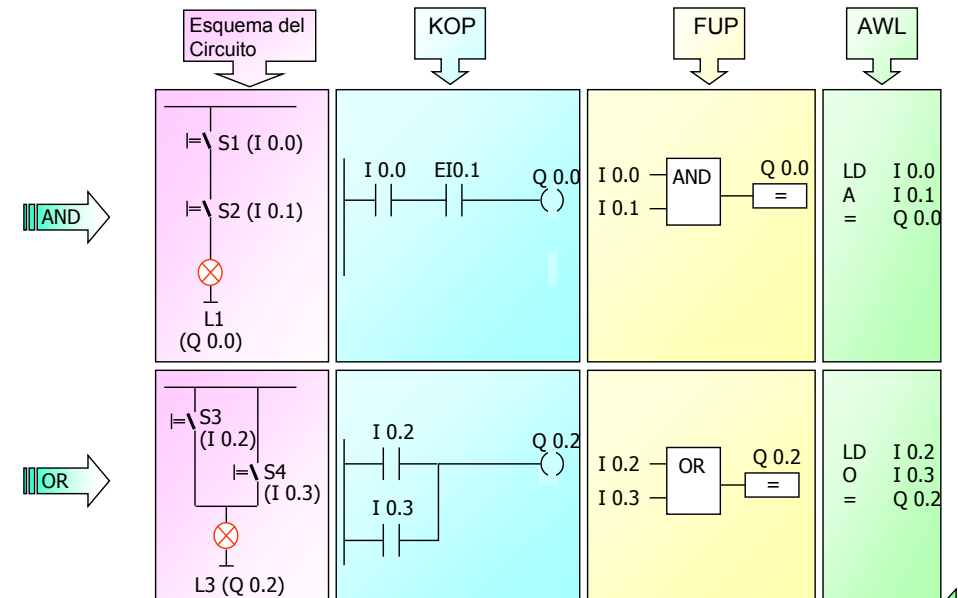 Esquema del
Circuito
KOP
FUP
AWL
AND
S1 (I 0.0)
S2 (I 0.1)
L1
(Q 0.0)
I 0.0 EI0.1 Q 0.0
I 0.0
I 0.1
AND
Q 0.0
=
LD I 0.0
A I 0.1
= Q 0.0
OR
S3
(I 0.2)
S4
(I 0.3)
L3 (Q 0.2)
I 0.2 Q 0.2
I 0.3
I 0.2
I 0.3
OR
Q 0.2
=
LD I 0.2
O I 0.3
= Q 0.2